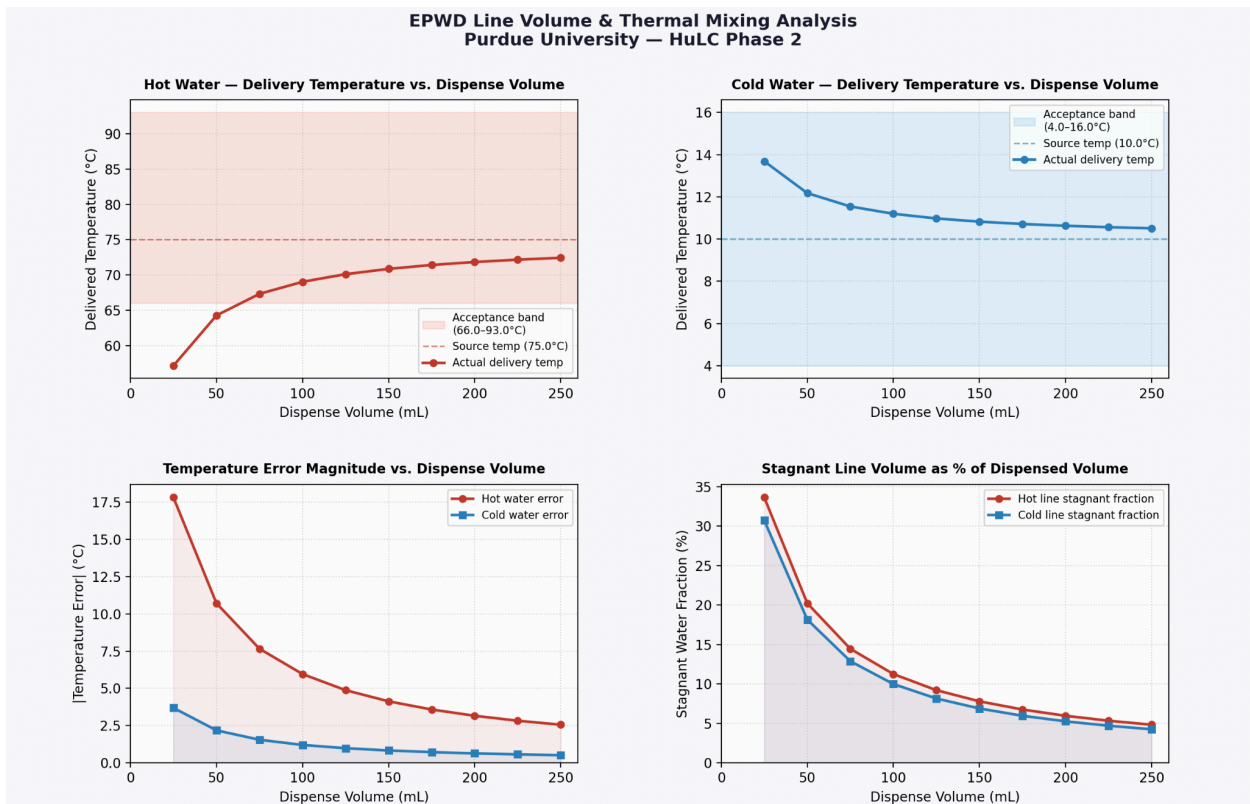 EPWD Line Volume & Thermal Mixing Analysis
Purdue University — HuLC Phase 2
Hot Water — Delivery Temperature vs. Dispense Volume
Delivered Temperature (°C)
90
85
80
75
70
65
60
0 50 100 150 200 250
Dispense Volume (mL)
Acceptance band
(66.0–93.0°C)
Source temp (75.0°C)
Actual delivery temp
Cold Water — Delivery Temperature vs. Dispense Volume
Delivered Temperature (°C)
16
14
12
10
8
6
4
0 50 100 150 200 250
Dispense Volume (mL)
Acceptance band
(4.0–16.0°C)
Source temp (10.0°C)
Actual delivery temp
Temperature Error Magnitude vs. Dispense Volume
|Temperature Error| (°C)
17.5
15.0
12.5
10.0
7.5
5.0
2.5
0.0
0 50 100 150 200 250
Dispense Volume (mL)
Hot water error
Cold water error
Stagnant Line Volume as % of Dispensed Volume
Stagnant Water Fraction (%)
35
30
25
20
15
10
5
0
0 50 100 150 200 250
Dispense Volume (mL)
Hot line stagnant fraction
Cold line stagnant fraction